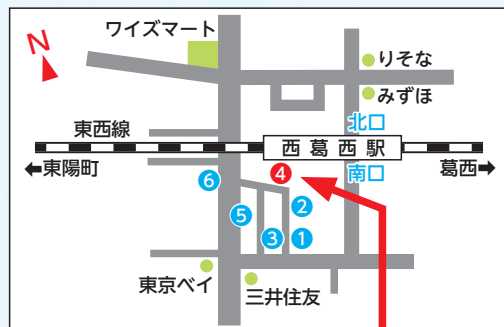 ワイズマート
N
りそな
みずほ
北口
東西線
西葛西駅
←東陽町
葛西→
南口
④
⑥
②
⑤
③
①
東京ベイ
三井住友